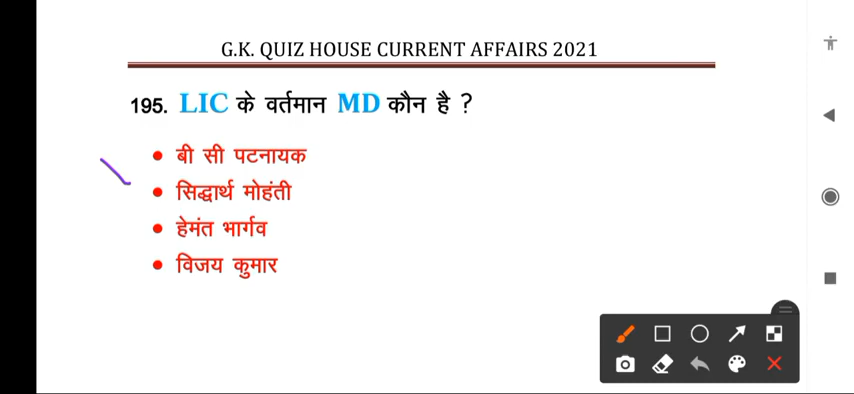 G.K. QUIZ HOUSE CURRENT AFFAIRS 2021
195. LIC के वर्तमान MD कौन है ?
• बी सी पटनायक
• सिद्धार्थ मोहंती
• हेमंत भार्गव
• विजय कुमार